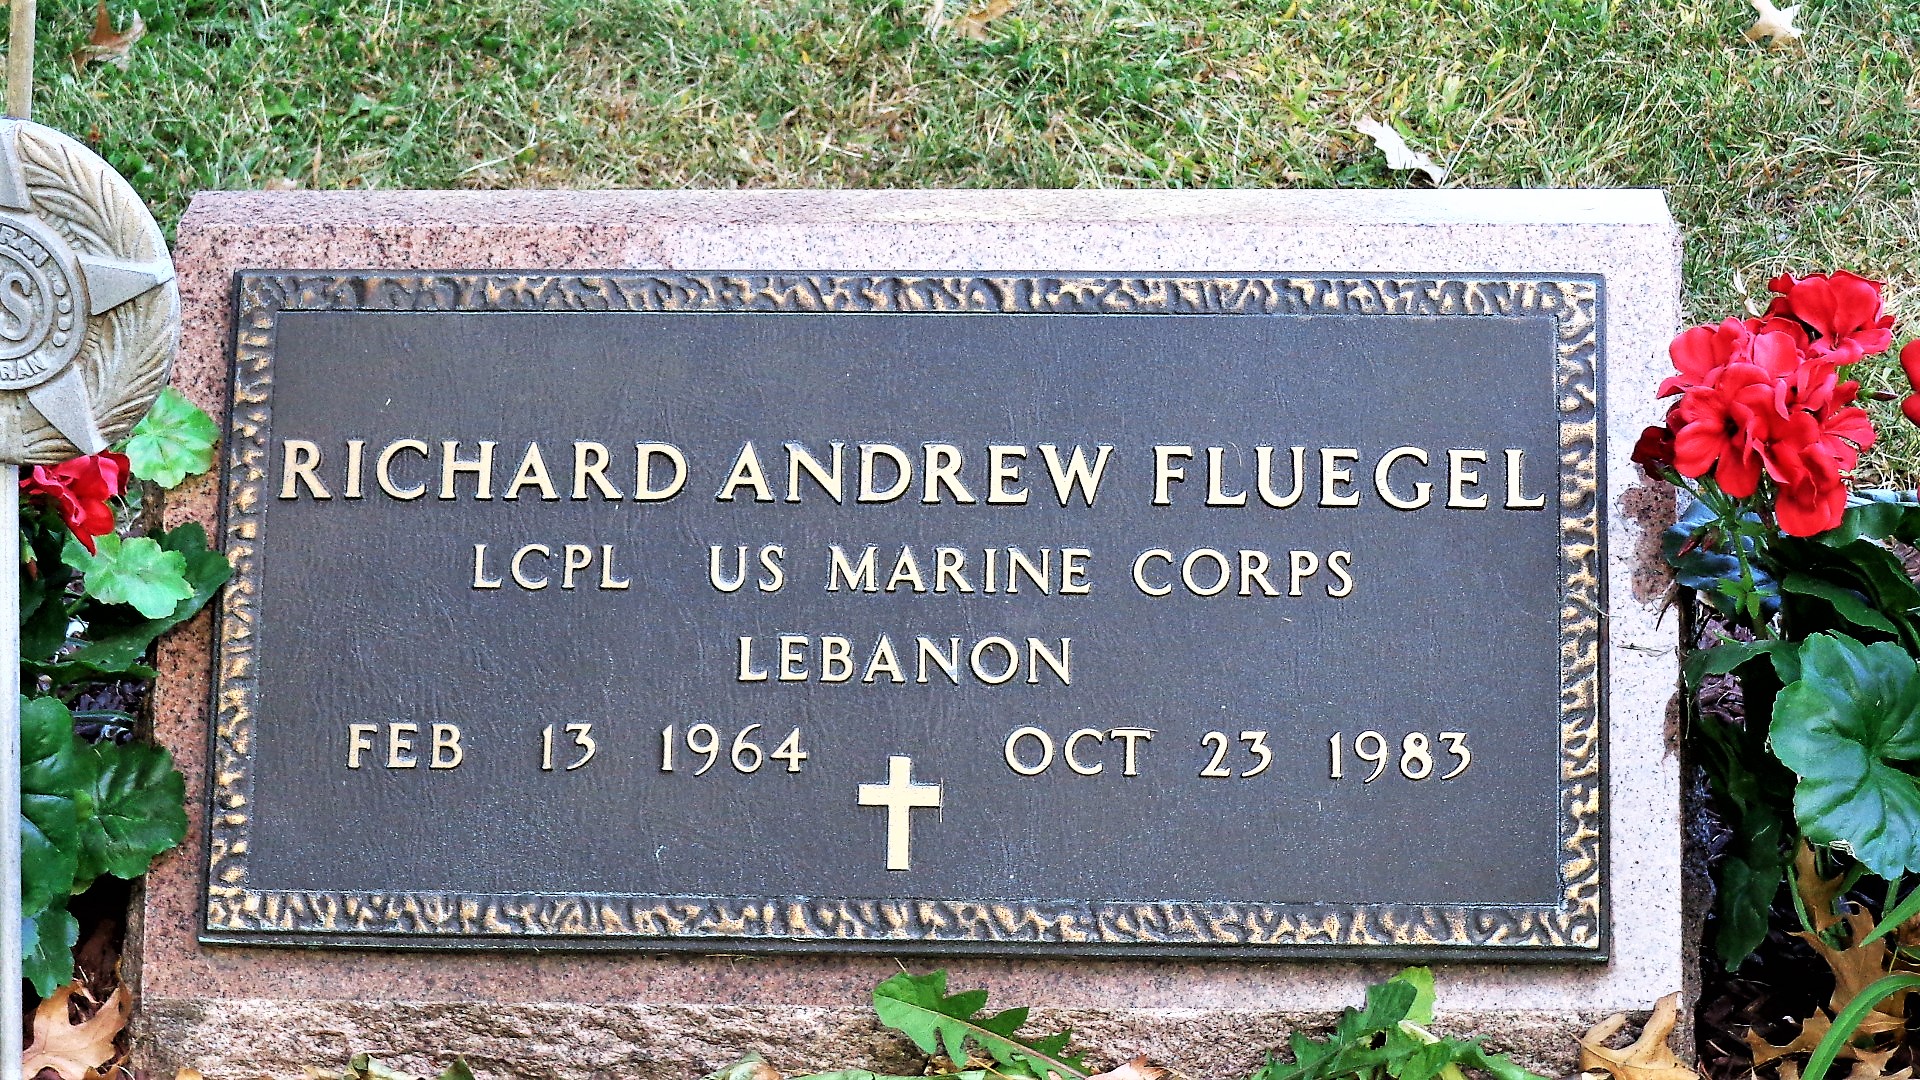 RICHARD ANDREW FLUEGEL
LCPL US MARINE CORPS
LEBANON
FEB 13 1964 OCT 23 1983